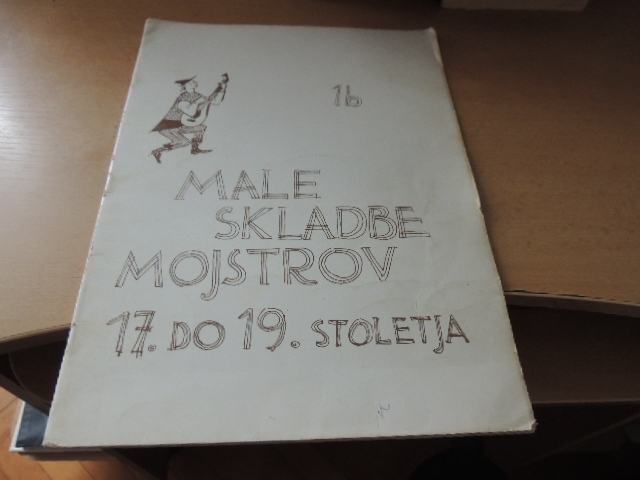 1b
MALE
SKLADBE
MOJSTROV
17. DO 19. STOLETJA